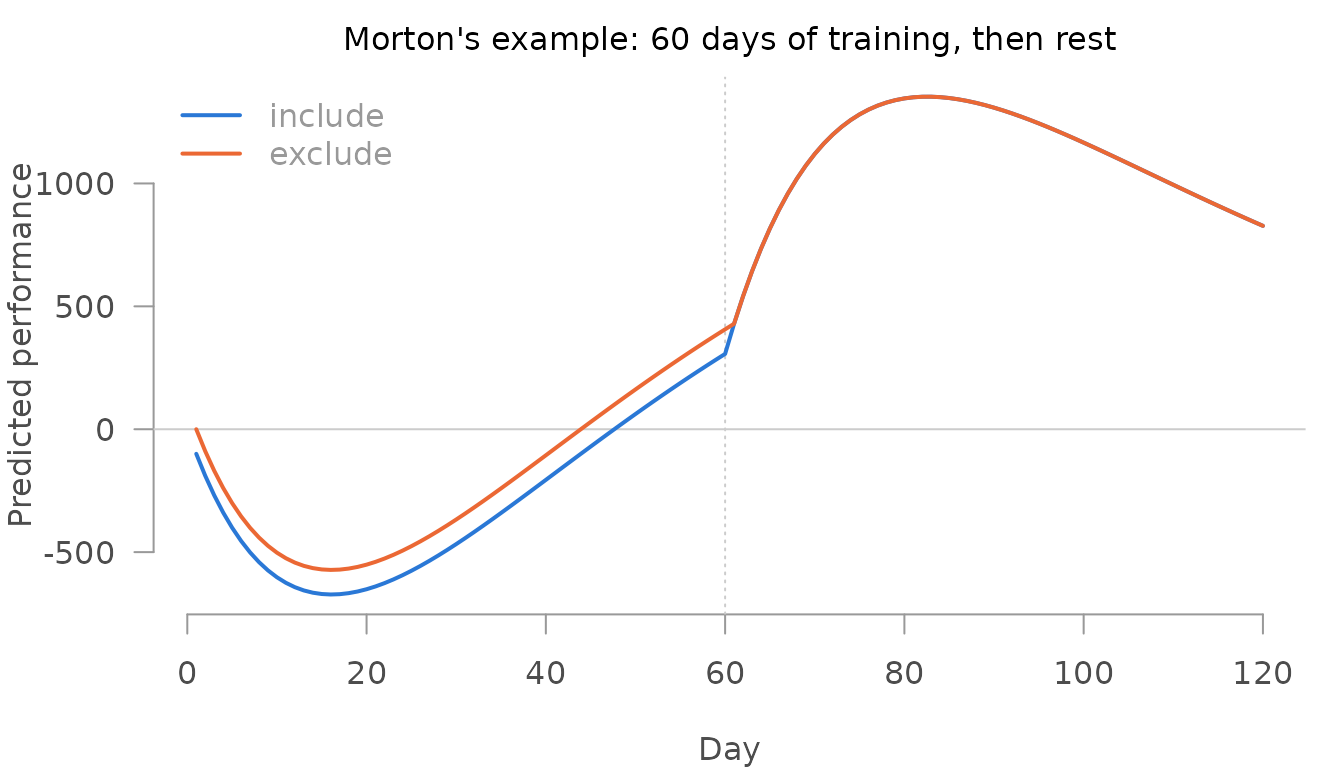 Morton's example: 60 days of training, then rest
include
exclude
Predicted performance
1000
500
0
-500
0 20 40 60 80 100 120
Day